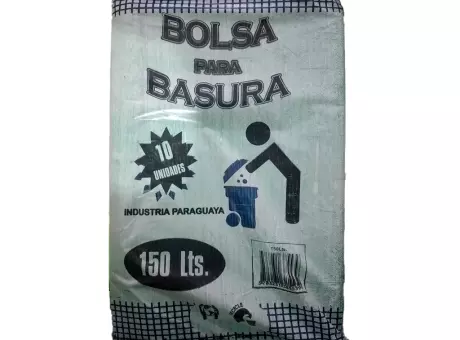 BOLSA
PARA
BASURA
10
UNIDADES
INDUSTRIA PARAGUAYA
150 Lts.